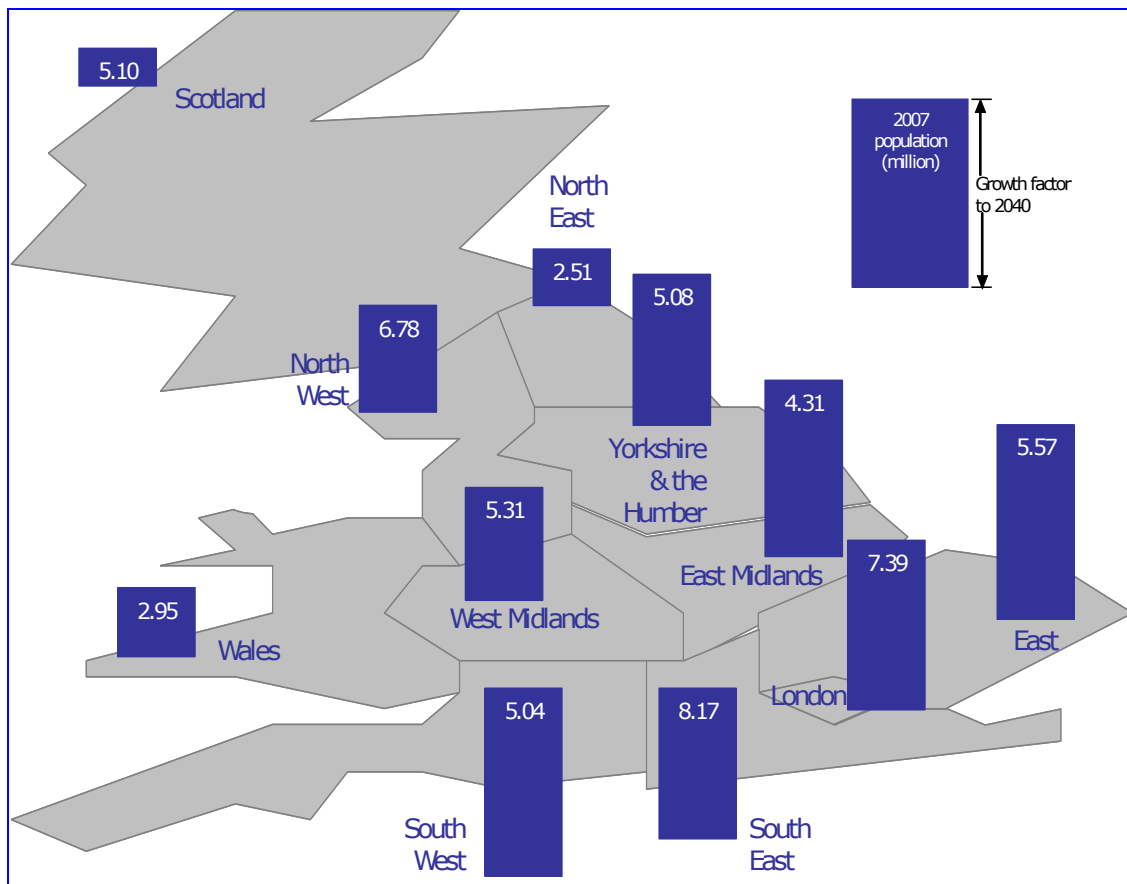 5.10
Scotland
2007
population
(million)
Growth factor
to 2040
North
East
2.51
5.08
6.78
North
West
4.31
5.57
Yorkshire
& the
Humber
5.31
East Midlands
7.39
2.95
West Midlands
Wales
East
London
5.04
8.17
South
West
South
East